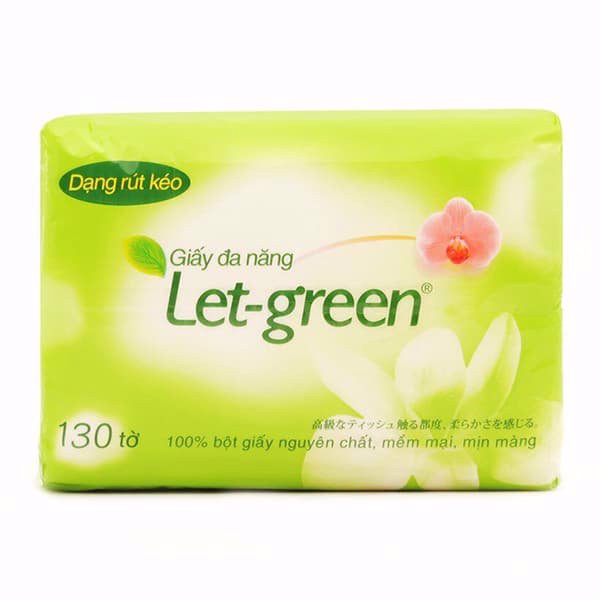 Dạng rút kéo
Giấy đa năng
Let-green®
高級なティッシュ触る都度、柔らかさを感じる。
130 tờ
100% bột giấy nguyên chất, mềm mại, mịn màng